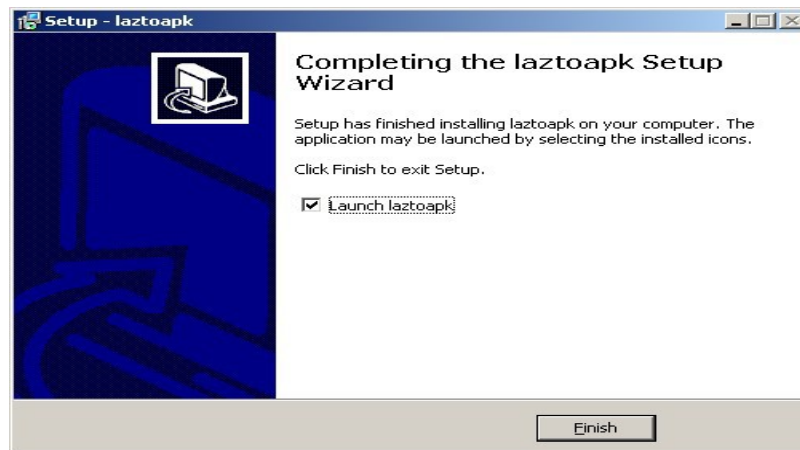 Setup - laztoapk
Completing the laztoapk Setup
Wizard
Setup has finished installing laztoapk on your computer. The
application may be launched by selecting the installed icons.
Click Finish to exit Setup.
Launch laztoapk
Finish